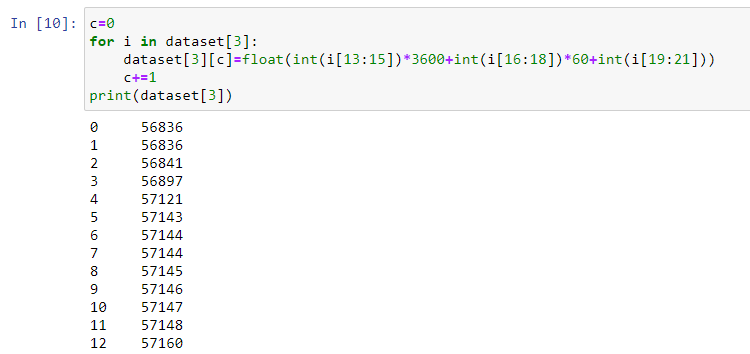 In [10]: c=0
for i in dataset[3]:
    dataset[3][c]=float(int(i[13:15])*3600+int(i[16:18])*60+int(i[19:21]))
    c+=1
print(dataset[3])
0     56836
1     56836
2     56841
3     56897
4     57121
5     57143
6     57144
7     57144
8     57145
9     57146
10    57147
11    57148
12    57160